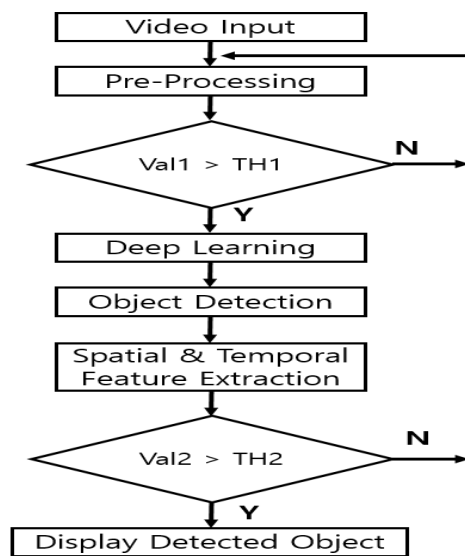 Video Input
Pre-Processing
Val1 > TH1
N
Y
Deep Learning
Object Detection
Spatial & Temporal
Feature Extraction
Val2 > TH2
N
Y
Display Detected Object